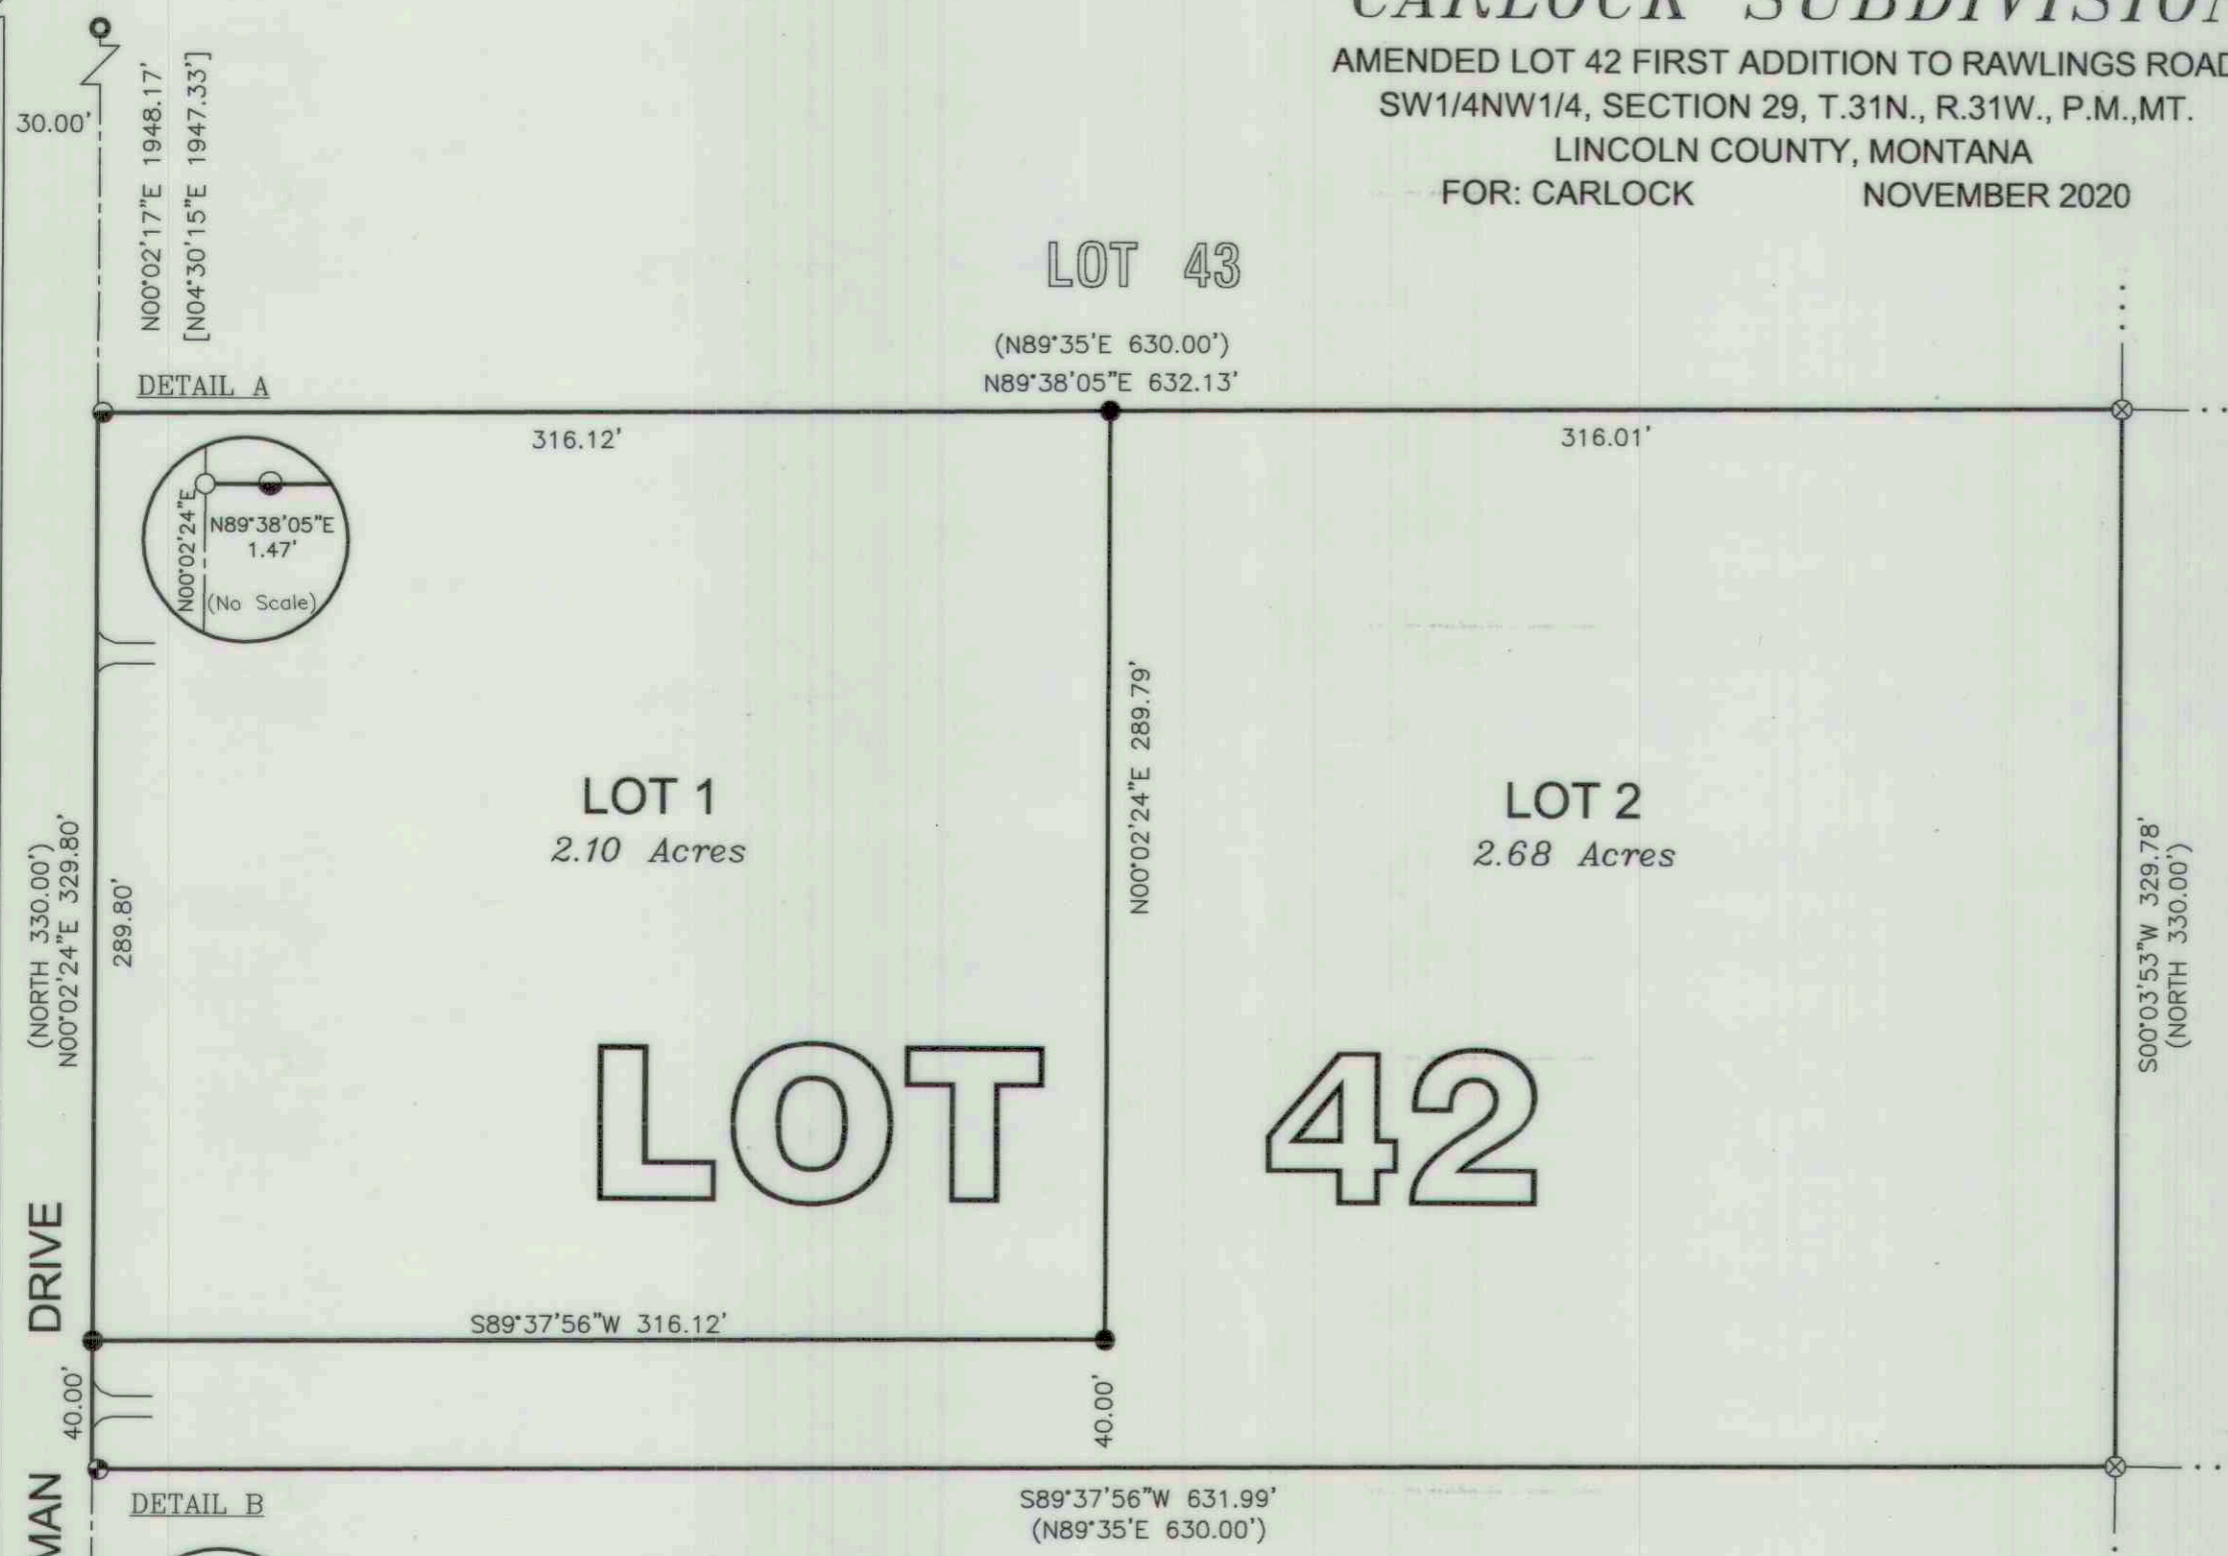 CARLOCK SUBDIVISION
AMENDED LOT 42 FIRST ADDITION TO RAWLINGS ROAD
SW1/4NW1/4, SECTION 29, T.31N., R.31W., P.M.,MT.
LINCOLN COUNTY, MONTANA
FOR: CARLOCK NOVEMBER 2020
30.00'
N00°02'17"E 1948.17'
[N04°30'15"E 1947.33']
LOT 43
(N89°35'E 630.00')
N89°38'05"E 632.13'
DETAIL A
316.12'
316.01'
N00°02'24"E
N89°38'05"E
1.47'
(No Scale)
LOT 1
2.10 Acres
N00°02'24"E 289.79'
LOT 2
2.68 Acres
(NORTH 330.00')
N00°02'24"E 329.80'
289.80'
S00°03'53"W 329.78'
(NORTH 330.00')
LOT 42
DRIVE
S89°37'56"W 316.12'
40.00'
40.00'
MAN
DETAIL B
S89°37'56"W 631.99'
(N89°35'E 630.00')